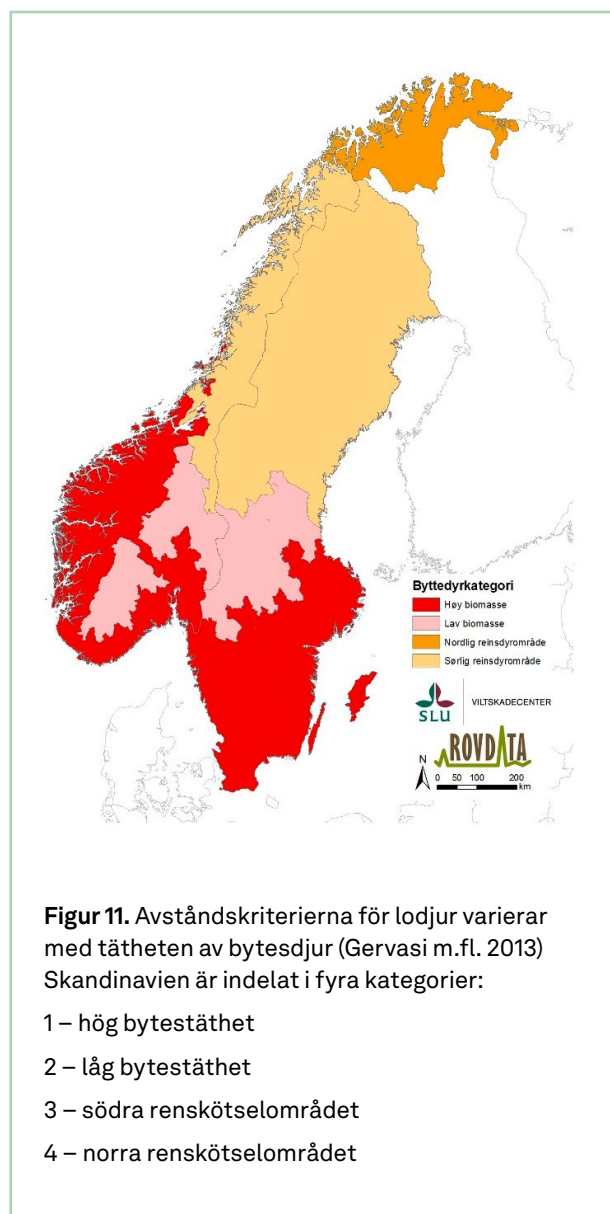 Byttedyrkategori
Høy biomasse
Lav biomasse
Nordlig reinsdyrområde
Sørlig reinsdyrområde
SLU
VILTSKADECENTER
ROVDATA
N
0 50 100 200
km
Figur 11. Avståndskriterierna för lodjur varierar
med tätheten av bytesdjur (Gervasi m.fl. 2013)
Skandinavien är indelat i fyra kategorier:
1 – hög bytestäthet
2 – låg bytestäthet
3 – södra renskötselområdet
4 – norra renskötselområdet